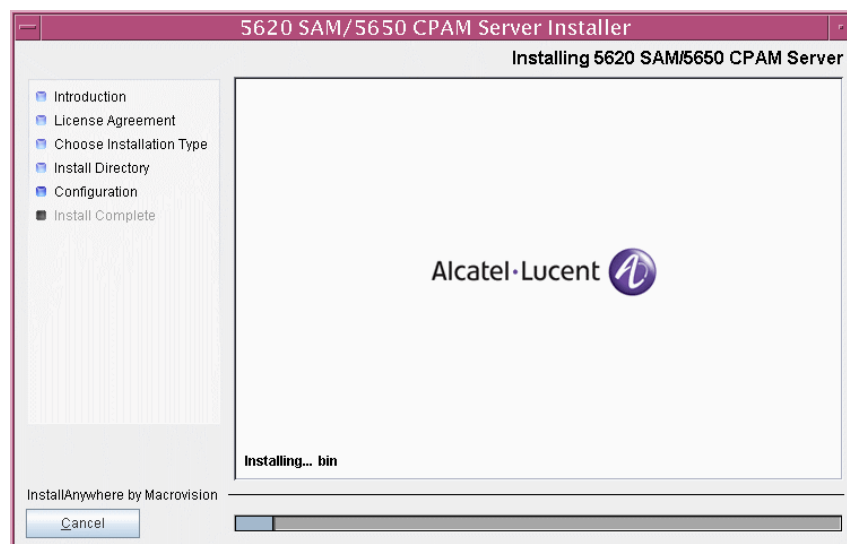 5620 SAM/5650 CPAM Server Installer
Installing 5620 SAM/5650 CPAM Server
Introduction
License Agreement
Choose Installation Type
Install Directory
Configuration
Install Complete
Alcatel·Lucent
Installing... bin
InstallAnywhere by Macrovision
Cancel